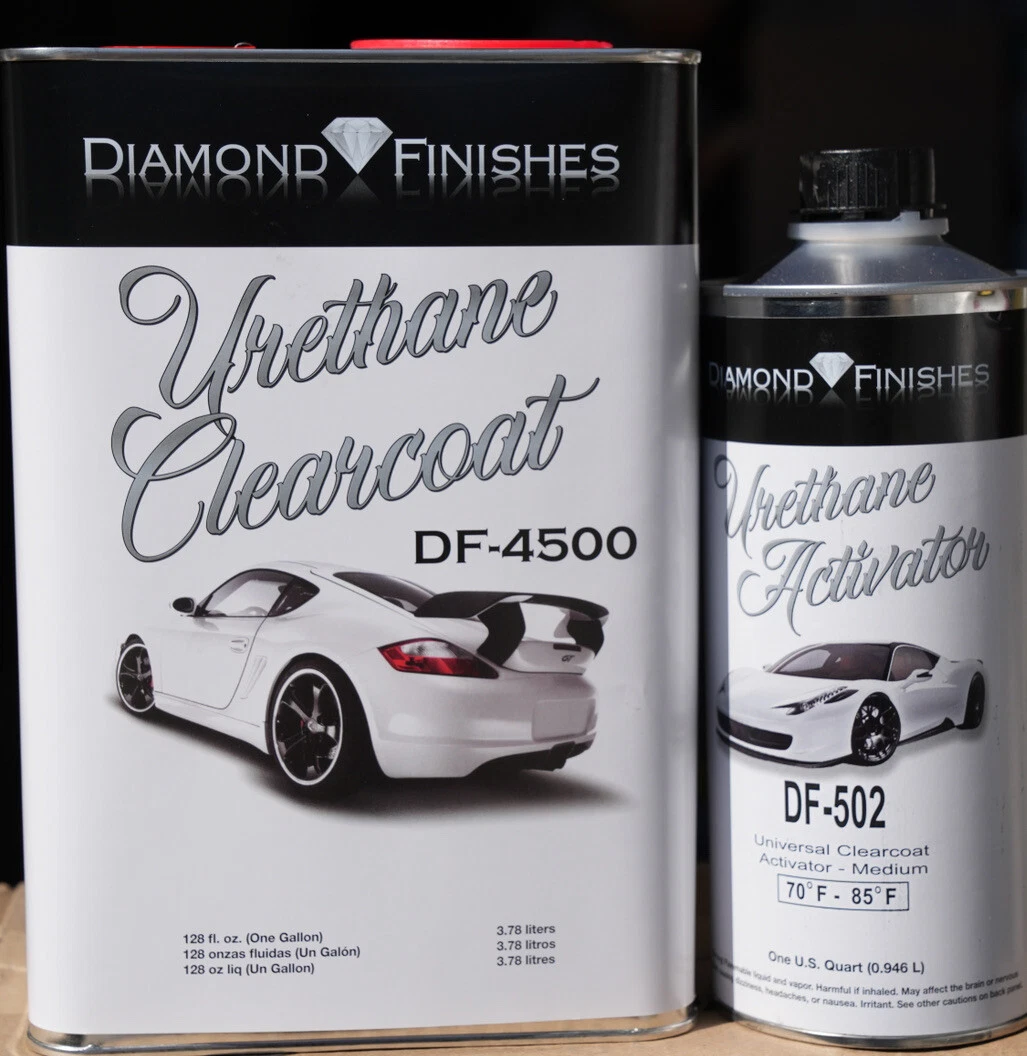 DIAMOND FINISHES
Urethane
Clearcoat
DF-4500
GT
128 fl. oz. (One Gallon)
128 onzas fluidas (Un Galón)
128 oz liq (Un Gallon)
3.78 liters
3.78 litros
3.78 litres
DIAMOND FINISHES
Urethane
Activator
DF-502
Universal Clearcoat
Activator - Medium
70°F - 85°F
One U.S. Quart (0.946 L)
liquid and vapor. Harmful if inhaled. May affect the brain or nervous
dizziness, headaches, or nausea. Irritant. See other cautions on back panel.